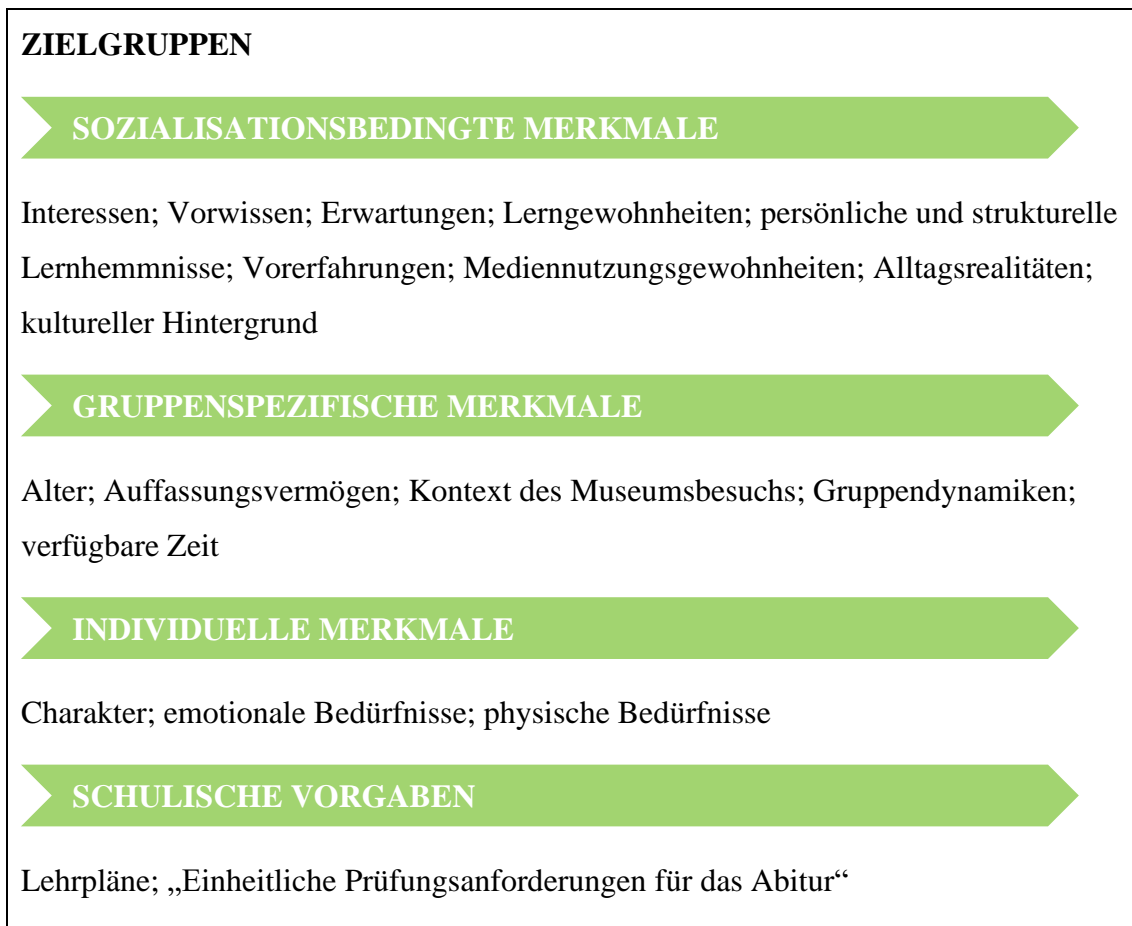 ZIELGRUPPEN
SOZIALISATIONSBEDINGTE MERKMALE
Interessen; Vorwissen; Erwartungen; Lerngewohnheiten; persönliche und strukturelle
Lernhemmnisse; Vorerfahrungen; Mediennutzungsgewohnheiten; Alltagsrealitäten;
kultureller Hintergrund
GRUPPENSPEZIFISCHE MERKMALE
Alter; Auffassungsvermögen; Kontext des Museumsbesuchs; Gruppendynamiken;
verfügbare Zeit
INDIVIDUELLE MERKMALE
Charakter; emotionale Bedürfnisse; physische Bedürfnisse
SCHULISCHE VORGABEN
Lehrpläne; „Einheitliche Prüfungsanforderungen für das Abitur“